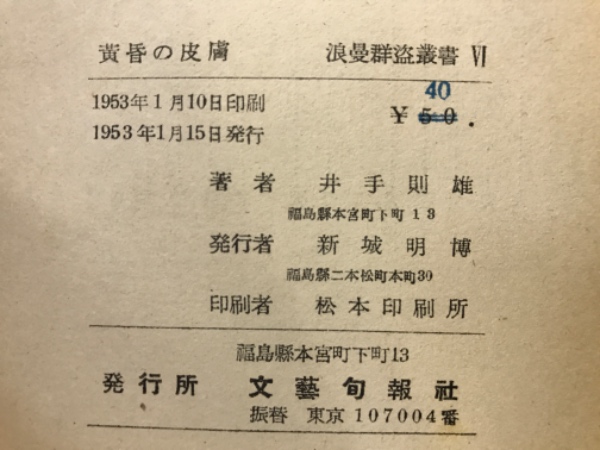 黄昏の皮膚 浪曼群盗叢書 Ⅵ
1953年1月10日印刷
40
1953年1月15日発行 ¥ 50.
著者 井手則雄
福島縣本宮町下町13
発行者 新城明博
福島縣二本松町本町30
印刷者 松本印刷所
福島縣本宮町下町13
発行所 文藝旬報社
振替 東京 107004番